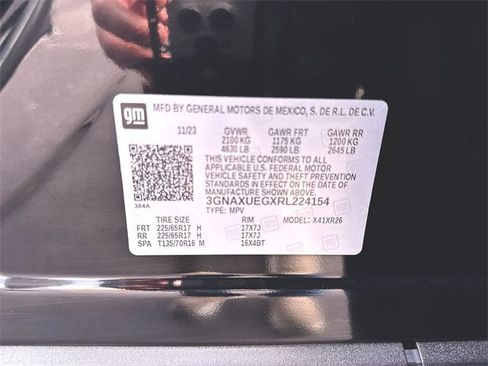 gm MFD BY GENERAL MOTORS DE MEXICO, S. DE R.L. DE C.V.
11/23 GVWR GAWR FRT GAWR RR
2100 KG 1175 KG 1200 KG
4630 LB 2590 LB 2645 LB
THIS VEHICLE CONFORMS TO ALL
APPLICABLE U.S. FEDERAL MOTOR VEHICLE
SAFETY AND THEFT
PREVENTION STANDARDS IN EFFECT ON THE DATE OF
MANUFACTURE SHOWN ABOVE.
384A 3GNAXUEGXRL224154
TYPE: MPV MODEL: X41XR26
TIRE SIZE RIM
FRT 225/65R17 H 17X7J
RR 225/65R17 H 17X7J
SPA T135/70R16 M 16X4BT